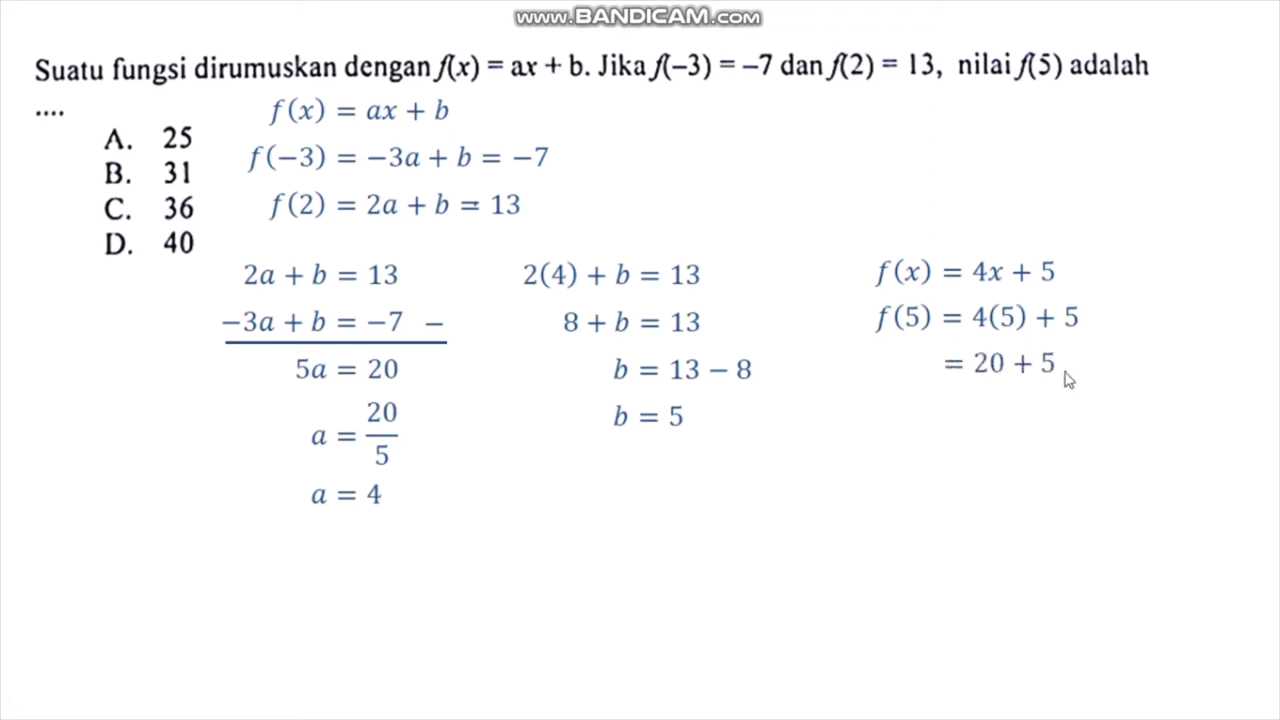 www.BANDICAM.com
Suatu fungsi dirumuskan dengan f(x) = ax + b. Jika f(−3) = −7 dan f(2) = 13, nilai f(5) adalah
....
A. 25
B. 31
C. 36
D. 40
f(x) = ax + b
f(−3) = −3a + b = −7
f(2) = 2a + b = 13
2a + b = 13
−3a + b = −7 −
5a = 20
a = 20/5
a = 4
2(4) + b = 13
8 + b = 13
b = 13 − 8
b = 5
f(x) = 4x + 5
f(5) = 4(5) + 5
= 20 + 5